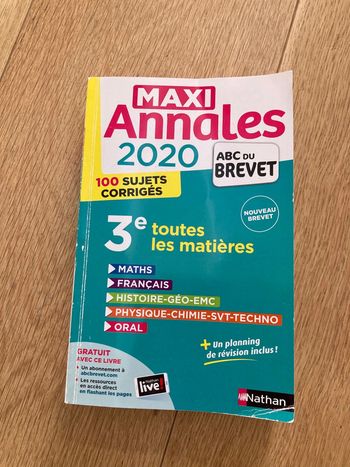 MAXI
Annales
2020
ABC DU
BREVET
100 SUJETS
CORRIGÉS
NOUVEAU
BREVET
3e toutes
les matières
MATHS
FRANÇAIS
HISTOIRE-GÉO-EMC
PHYSIQUE-CHIMIE-SVT-TECHNO
ORAL
+ Un planning
de révision inclus !
GRATUIT
AVEC CE LIVRE
Un abonnement à
abcbrevet.com
Les ressources
en accès direct
en flashant les pages
Nathan
live!
Nathan